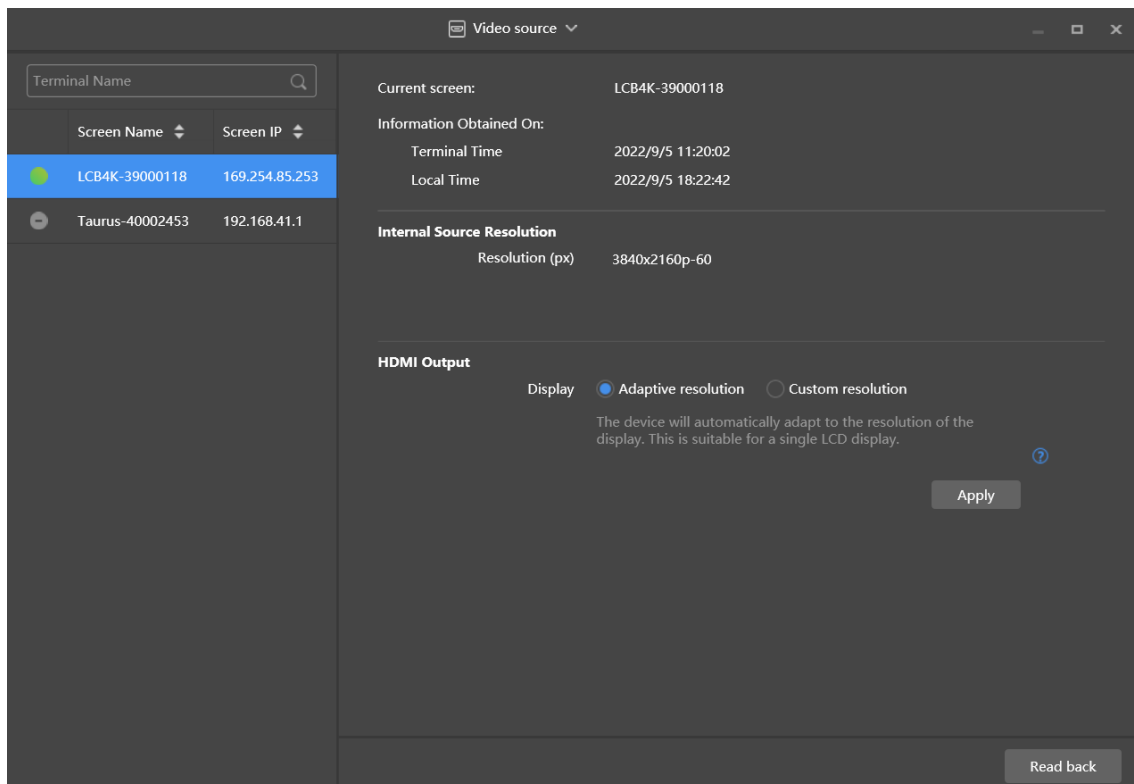 Video source
Terminal Name
Screen Name Screen IP
LCB4K-39000118 169.254.85.253
Taurus-40002453 192.168.41.1
Current screen: LCB4K-39000118
Information Obtained On:
Terminal Time 2022/9/5 11:20:02
Local Time 2022/9/5 18:22:42
Internal Source Resolution
Resolution (px) 3840x2160p-60
HDMI Output
Display Adaptive resolution Custom resolution
The device will automatically adapt to the resolution of the
display. This is suitable for a single LCD display.
?
Apply
Read back